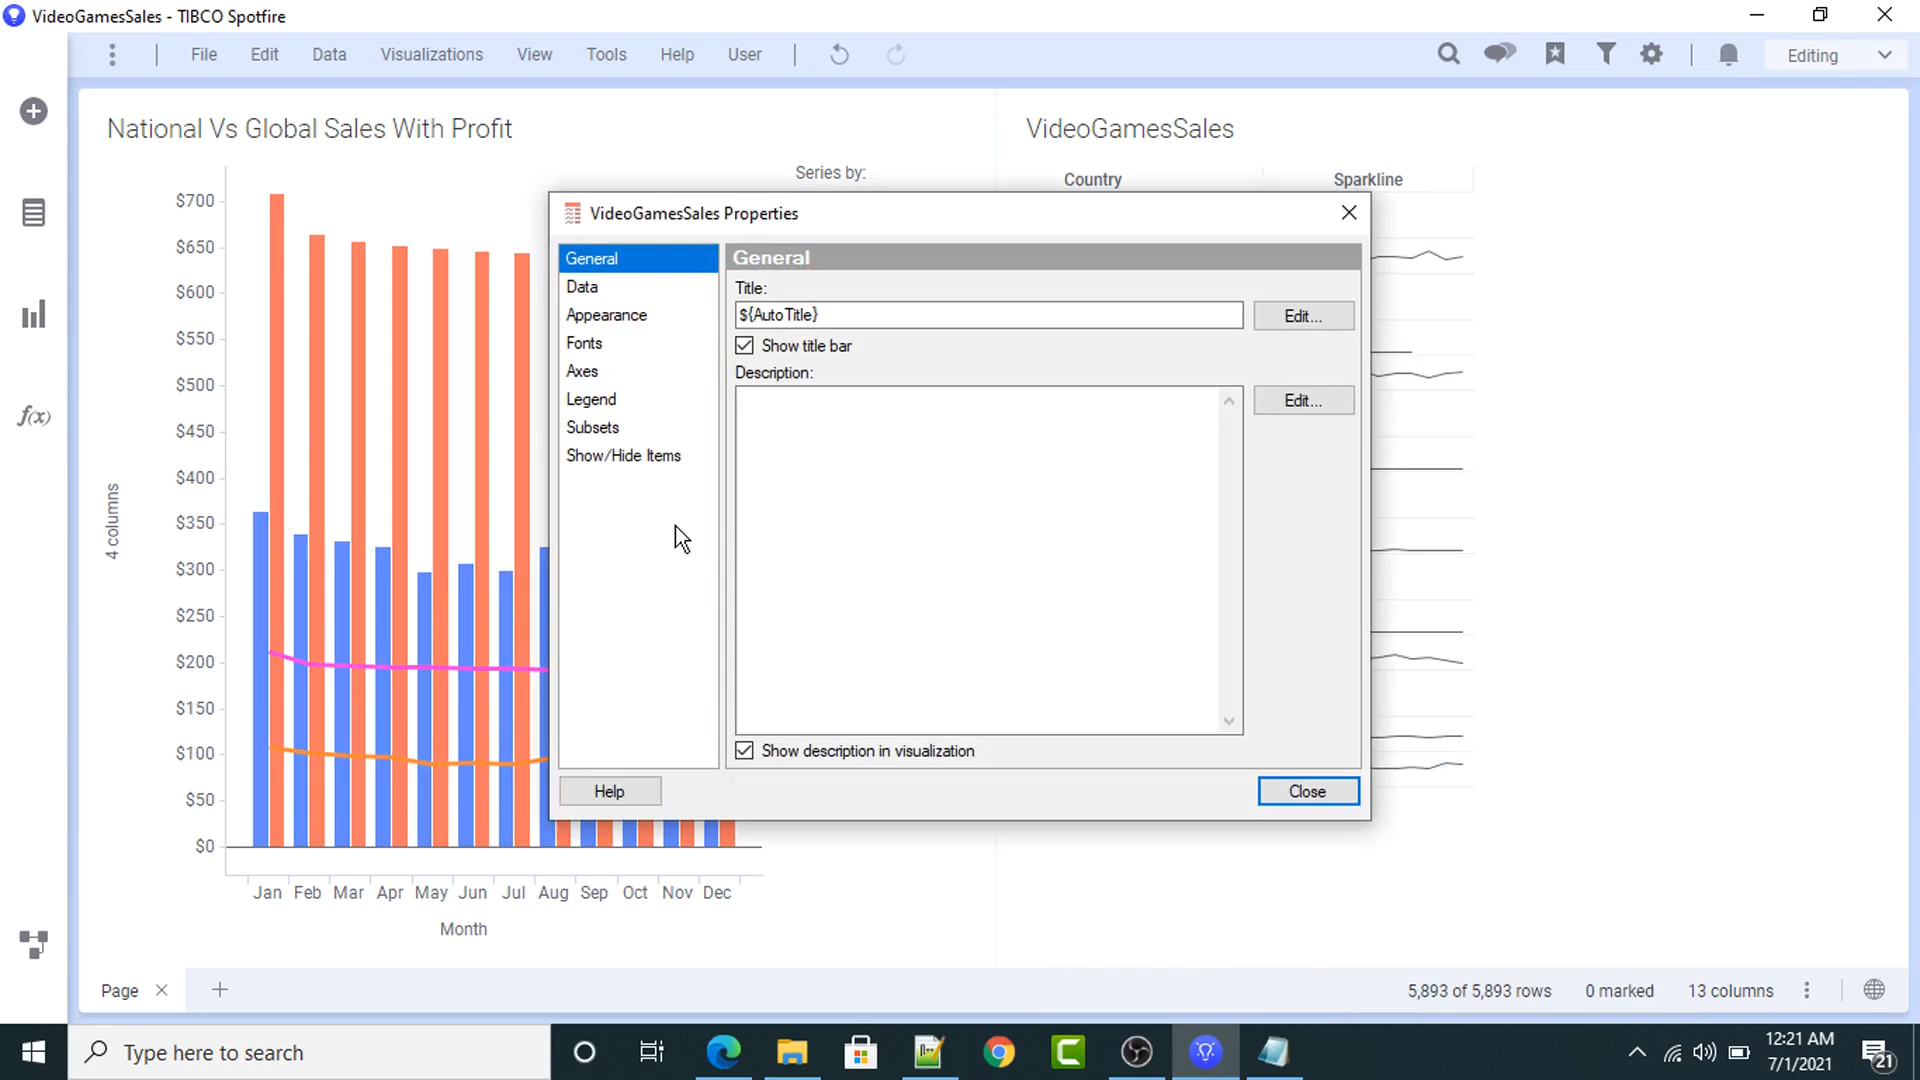 VideoGamesSales - TIBCO Spotfire
File Edit Data Visualizations View Tools Help User Editing
National Vs Global Sales With Profit
VideoGamesSales
Series by:
Country Sparkline
$700
$650
$600
$550
$500
$450
$400
$350
$300
$250
$200
$150
$100
$50
$0
4 columns
Jan Feb Mar Apr May Jun Jul Aug Sep Oct Nov Dec
Month
VideoGamesSales Properties
General
Data
Appearance
Fonts
Axes
Legend
Subsets
Show/Hide Items
General
Title:
${AutoTitle}
Edit...
Show title bar
Description:
Edit...
Show description in visualization
Help
Close
f(x)
Page
5,893 of 5,893 rows 0 marked 13 columns
Type here to search
12:21 AM
7/1/2021
21